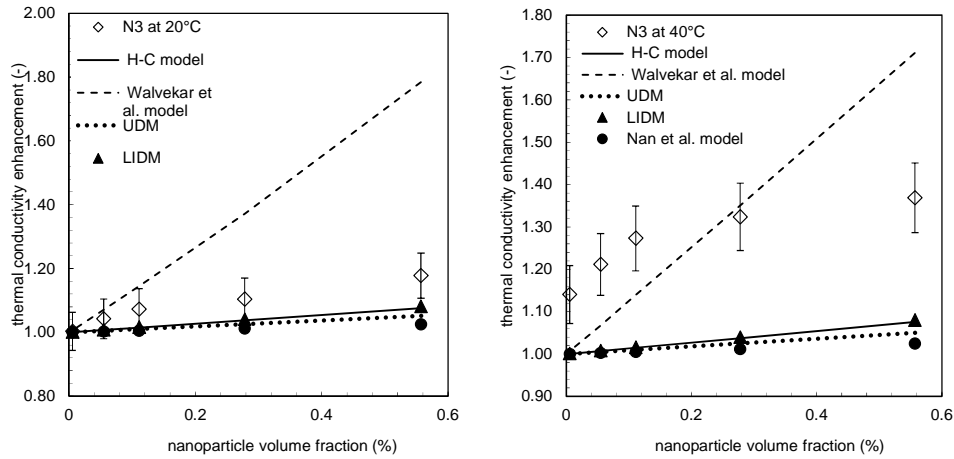 2.00
1.80
1.60
1.40
1.20
1.00
0.80
thermal conductivity enhancement (-)
N3 at 20°C
H-C model
Walvekar et
al. model
UDM
LIDM
0
0.2
0.4
0.6
nanoparticle volume fraction (%)
1.80
1.70
1.60
1.50
1.40
1.30
1.20
1.10
1.00
0.90
thermal conductivity enhancement (-)
N3 at 40°C
H-C model
Walvekar et al. model
UDM
LIDM
Nan et al. model
0
0.2
0.4
0.6
nanoparticle volume fraction (%)